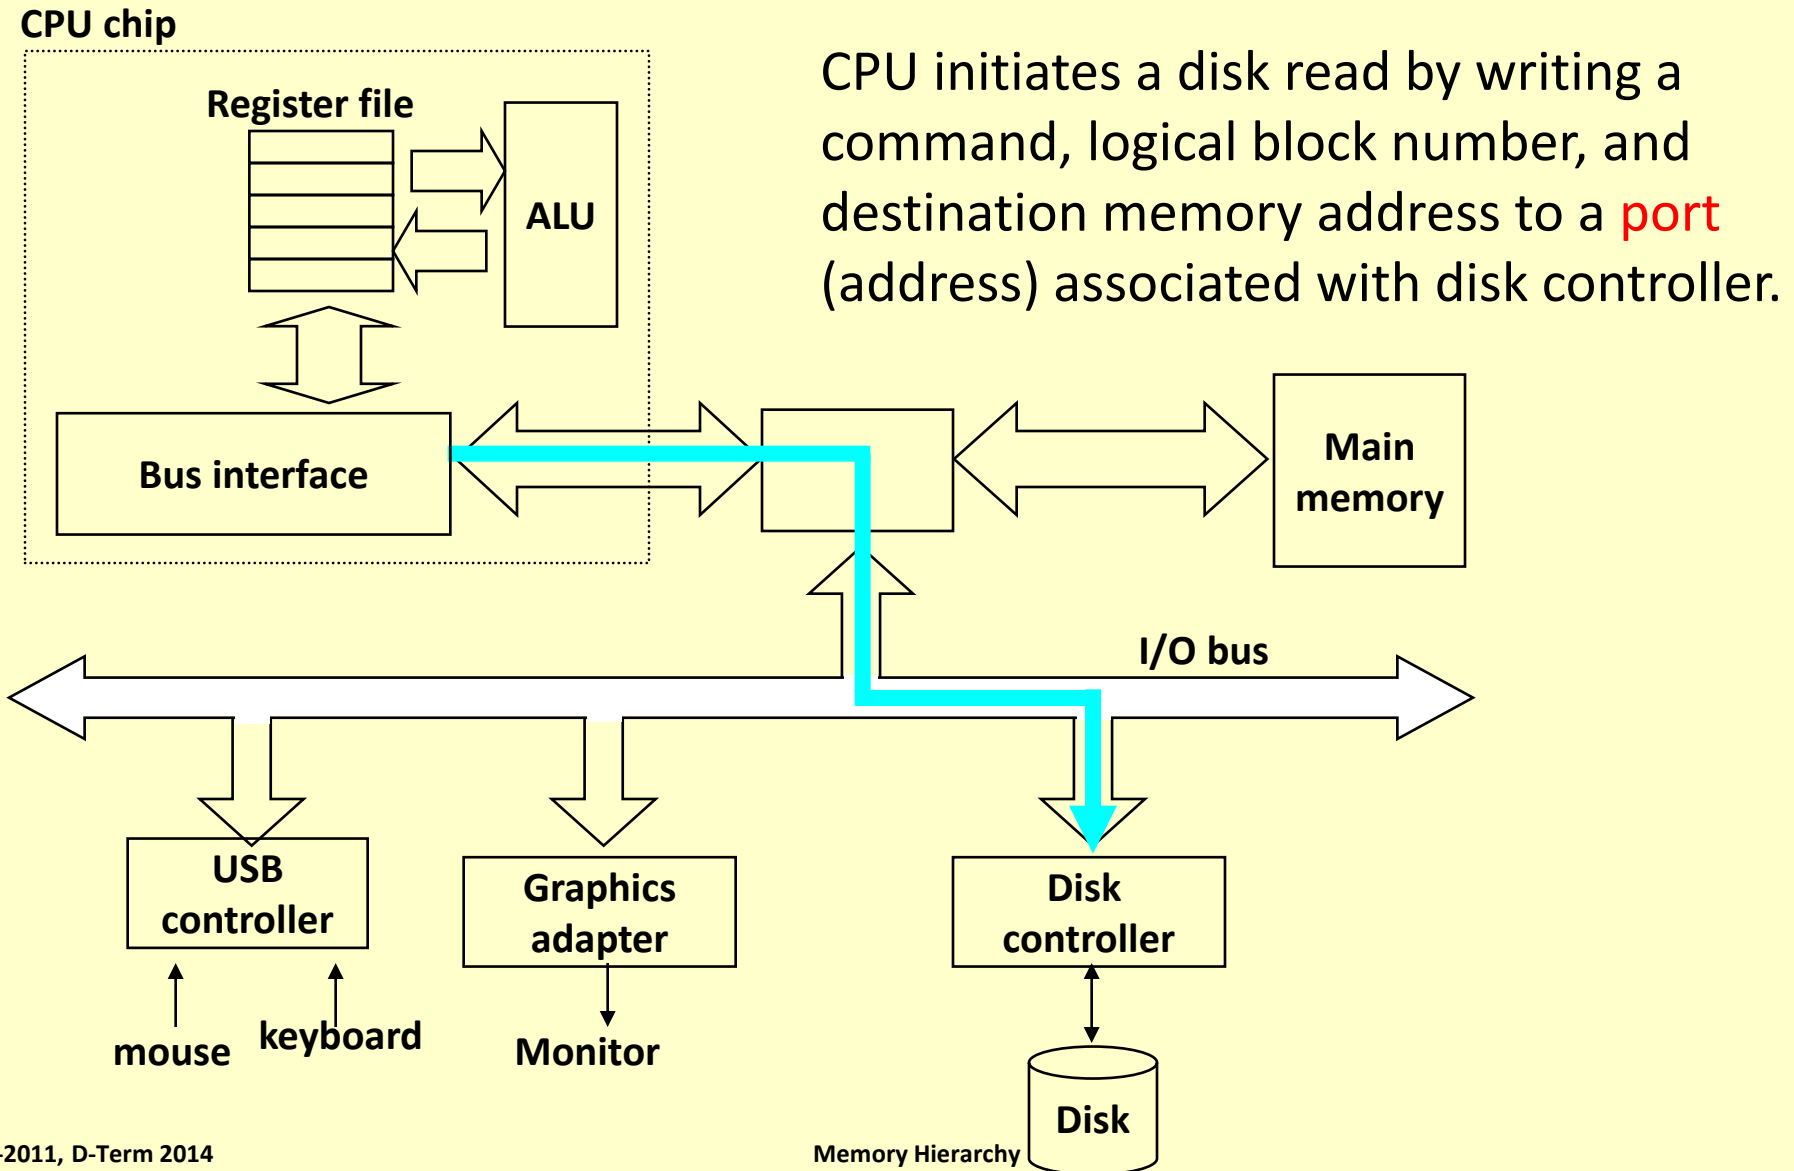 CPU chip
CPU initiates a disk read by writing a
command, logical block number, and
destination memory address to a port
(address) associated with disk controller.
Register file
ALU
Bus interface
Main
memory
I/O bus
USB
controller
Graphics
adapter
Disk
controller
mouse
keyboard
Monitor
Disk
-2011, D-Term 2014
Memory Hierarchy